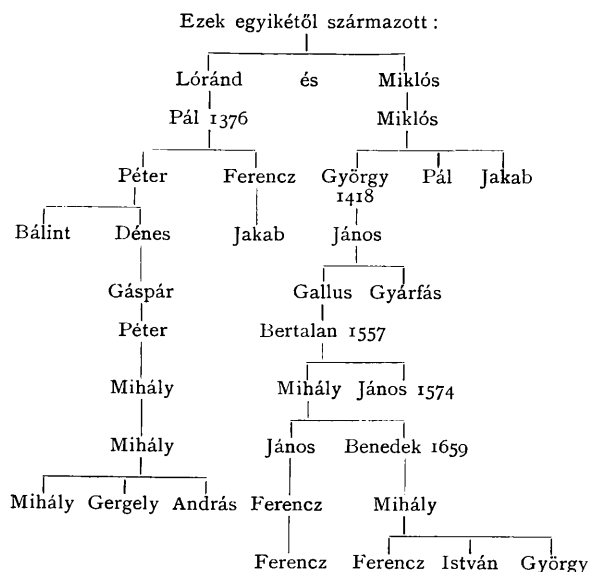 Ezek egyikétől származott :
Lóránd és Miklós
Pál 1376 Miklós
Péter Ferencz György Pál Jakab
1418
Bálint Dénes Jakab János
Gáspár Gallus Gyárfás
Péter Bertalan 1557
Mihály Mihály János 1574
Mihály János Benedek 1659
Mihály Gergely András Ferencz Mihály
Ferencz Ferencz István György